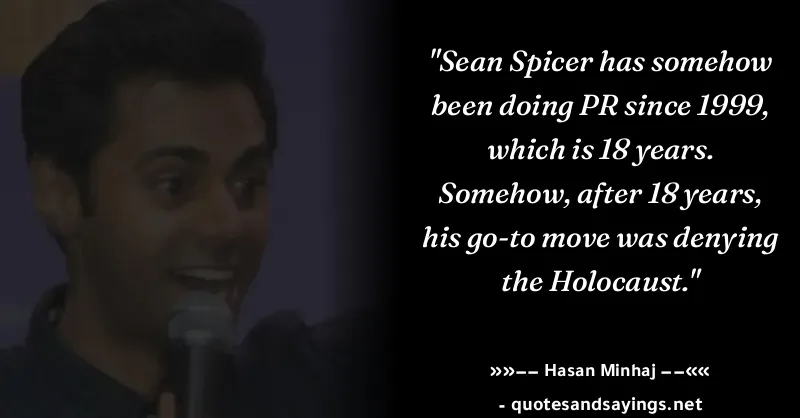 "Sean Spicer has somehow
been doing PR since 1999,
which is 18 years.
Somehow, after 18 years,
his go-to move was denying
the Holocaust."
»»-- Hasan Minhaj --««
- quotesandsayings.net